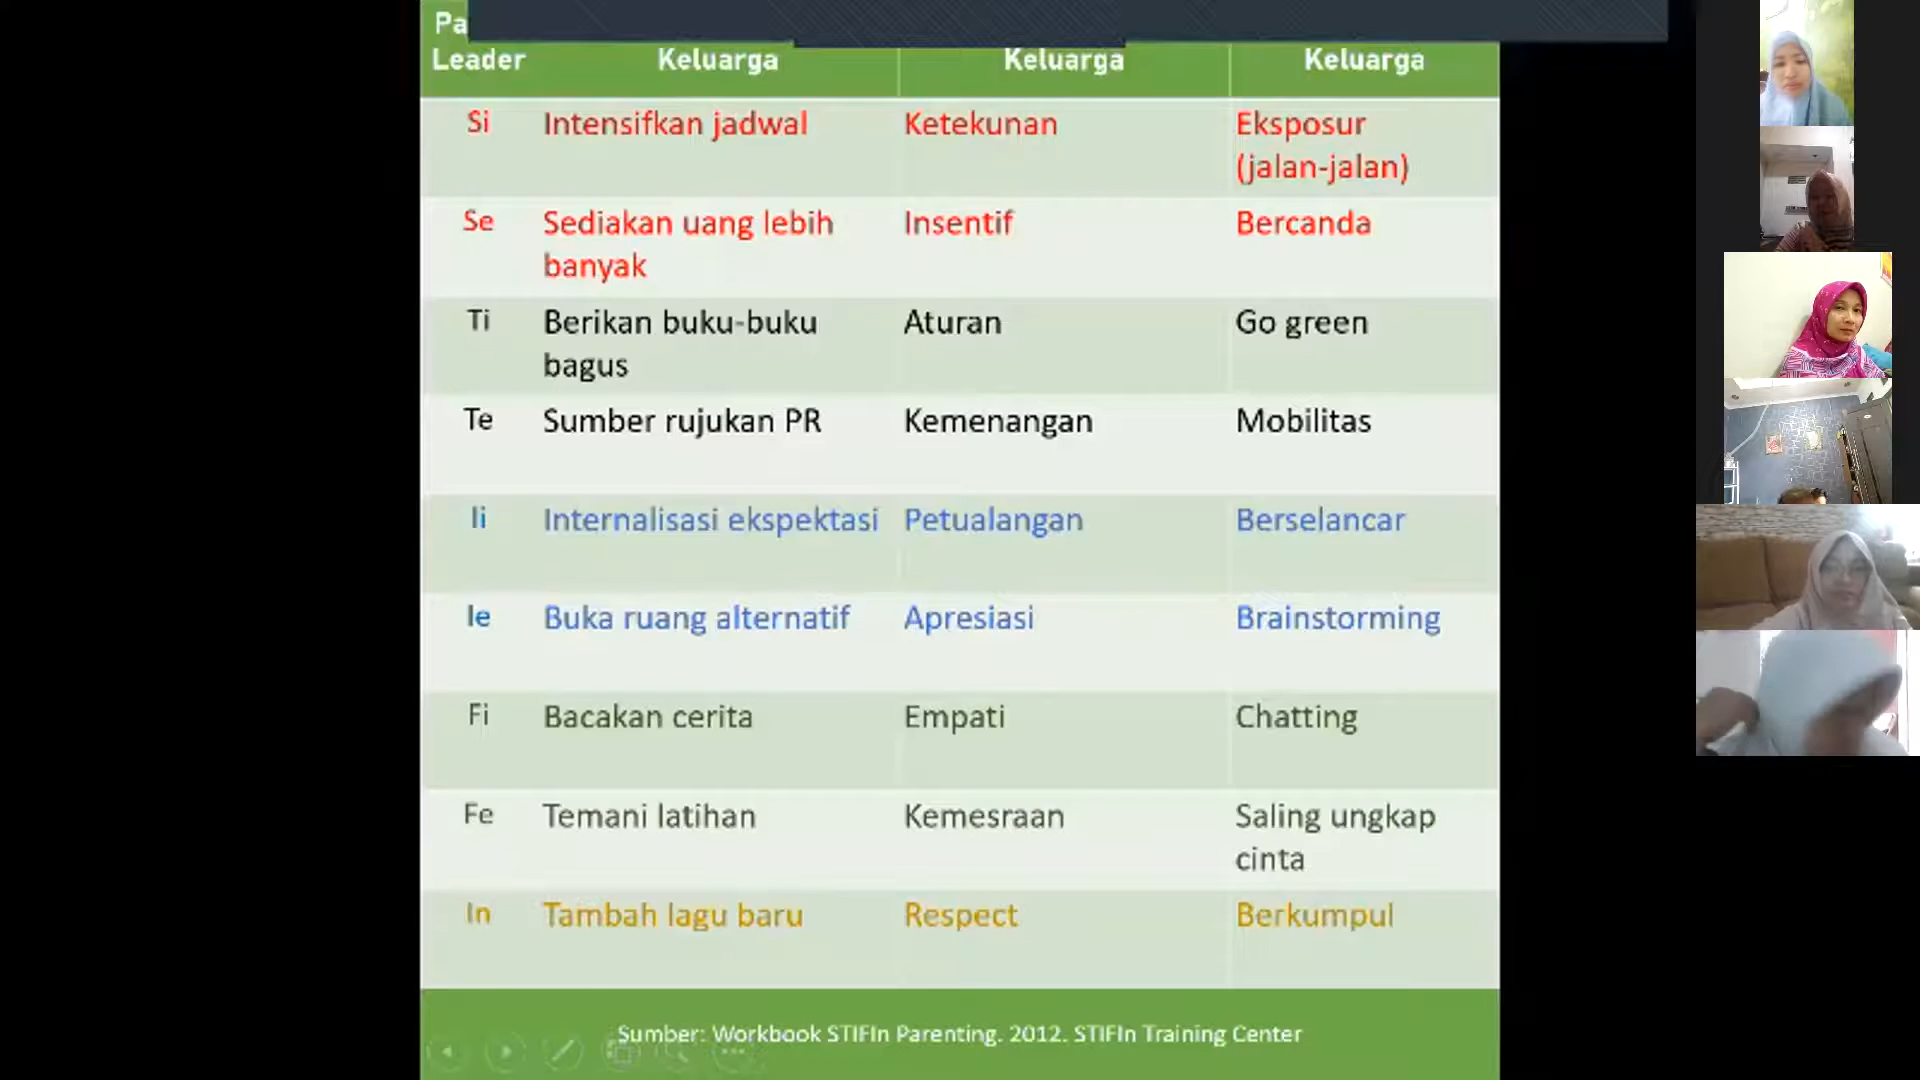 Pa
Leader Keluarga Keluarga Keluarga
Si Intensifkan jadwal Ketekunan Eksposur
(jalan-jalan)
Se Sediakan uang lebih Insentif Bercanda
banyak
Ti Berikan buku-buku Aturan Go green
bagus
Te Sumber rujukan PR Kemenangan Mobilitas
Ii Internalisasi ekspektasi Petualangan Berselancar
Ie Buka ruang alternatif Apresiasi Brainstorming
Fi Bacakan cerita Empati Chatting
Fe Temani latihan Kemesraan Saling ungkap
cinta
In Tambah lagu baru Respect Berkumpul
Sumber: Workbook STIFIn Parenting. 2012. STIFIn Training Center